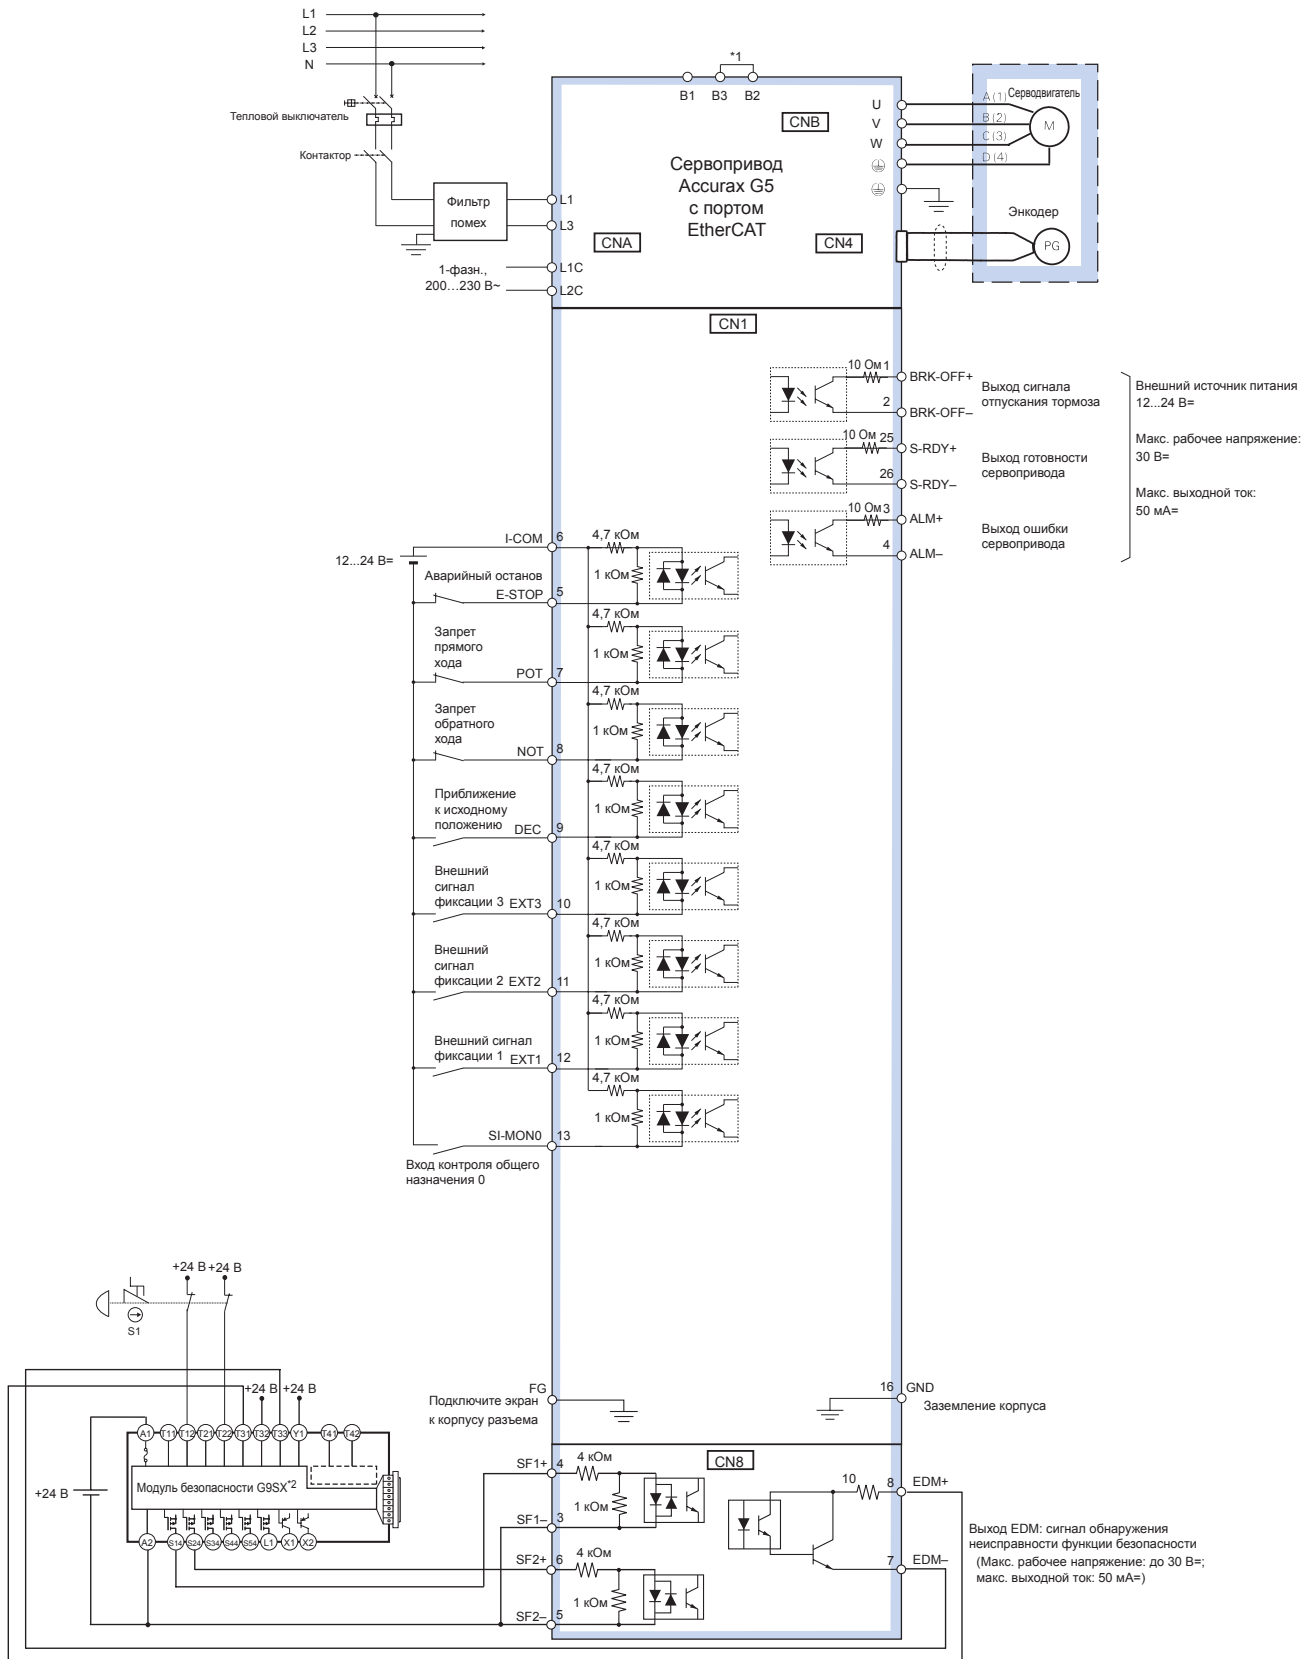 L1
L2
L3
N
Тепловой выключатель
Контактор
Фильтр
помех
1-фазн.,
200...230 В~
*1
B1 B3 B2
CNB
Сервопривод
Accurax G5
с портом
EtherCAT
CNA
CN4
L1
L3
L1C
L2C
U
V
W
A (1)
B (2)
C (3)
D (4)
Серводвигатель
M
Энкодер
PG
CN1
10 Ом 1
BRK-OFF+
2
BRK-OFF–
Выход сигнала
отпускания тормоза
10 Ом 25
S-RDY+
26
S-RDY–
Выход готовности
сервопривода
10 Ом 3
ALM+
4
ALM–
Выход ошибки
сервопривода
Внешний источник питания
12...24 В=
Макс. рабочее напряжение:
30 В=
Макс. выходной ток:
50 мА=
12...24 В=
I-COM 6
4,7 кОм
1 кОм
Аварийный останов
E-STOP 5
4,7 кОм
1 кОм
Запрет
прямого
хода
POT 7
4,7 кОм
1 кОм
Запрет
обратного
хода
NOT 8
4,7 кОм
1 кОм
Приближение
к исходному
положению
DEC 9
4,7 кОм
1 кОм
Внешний
сигнал
фиксации 3 EXT3 10
4,7 кОм
1 кОм
Внешний
сигнал
фиксации 2 EXT2 11
4,7 кОм
1 кОм
Внешний сигнал
фиксации 1 EXT1 12
4,7 кОм
1 кОм
SI-MON0 13
Вход контроля общего
назначения 0
+24 В +24 В
S1
FG
Подключите экран
к корпусу разъема
16 GND
Заземление корпуса
+24 В +24 В
A1 T11 T12 T21 T22 T31 T32 T33 Y1 T41 T42
Модуль безопасности G9SX*2
+24 В
A2 S14 S24 S34 S44 S54 L1 X1 X2
CN8
SF1+ 4
4 кОм
1 кОм
SF1– 3
SF2+ 6
4 кОм
1 кОм
SF2– 5
10
8 EDM+
7 EDM–
Выход EDM: сигнал обнаружения
неисправности функции безопасности
(Макс. рабочее напряжение: до 30 В=;
макс. выходной ток: 50 мА=)